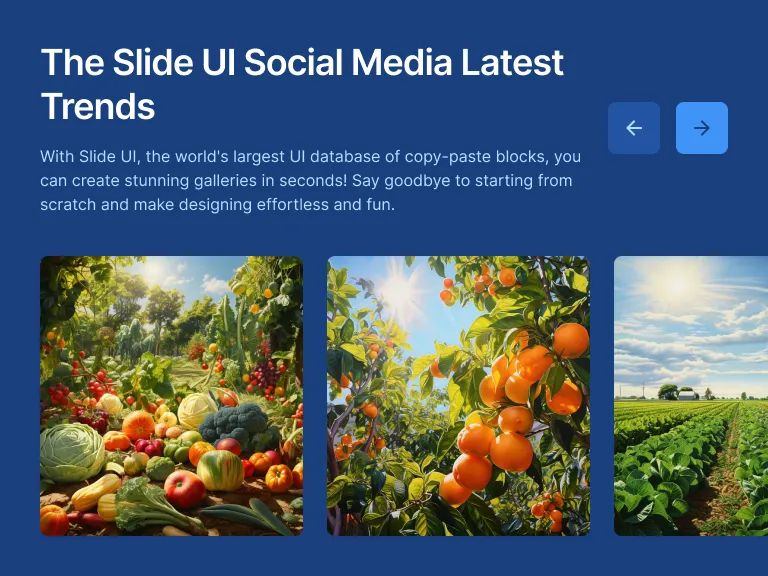 The Slide UI Social Media Latest
Trends
With Slide UI, the world's largest UI database of copy-paste blocks, you
can create stunning galleries in seconds! Say goodbye to starting from
scratch and make designing effortless and fun.